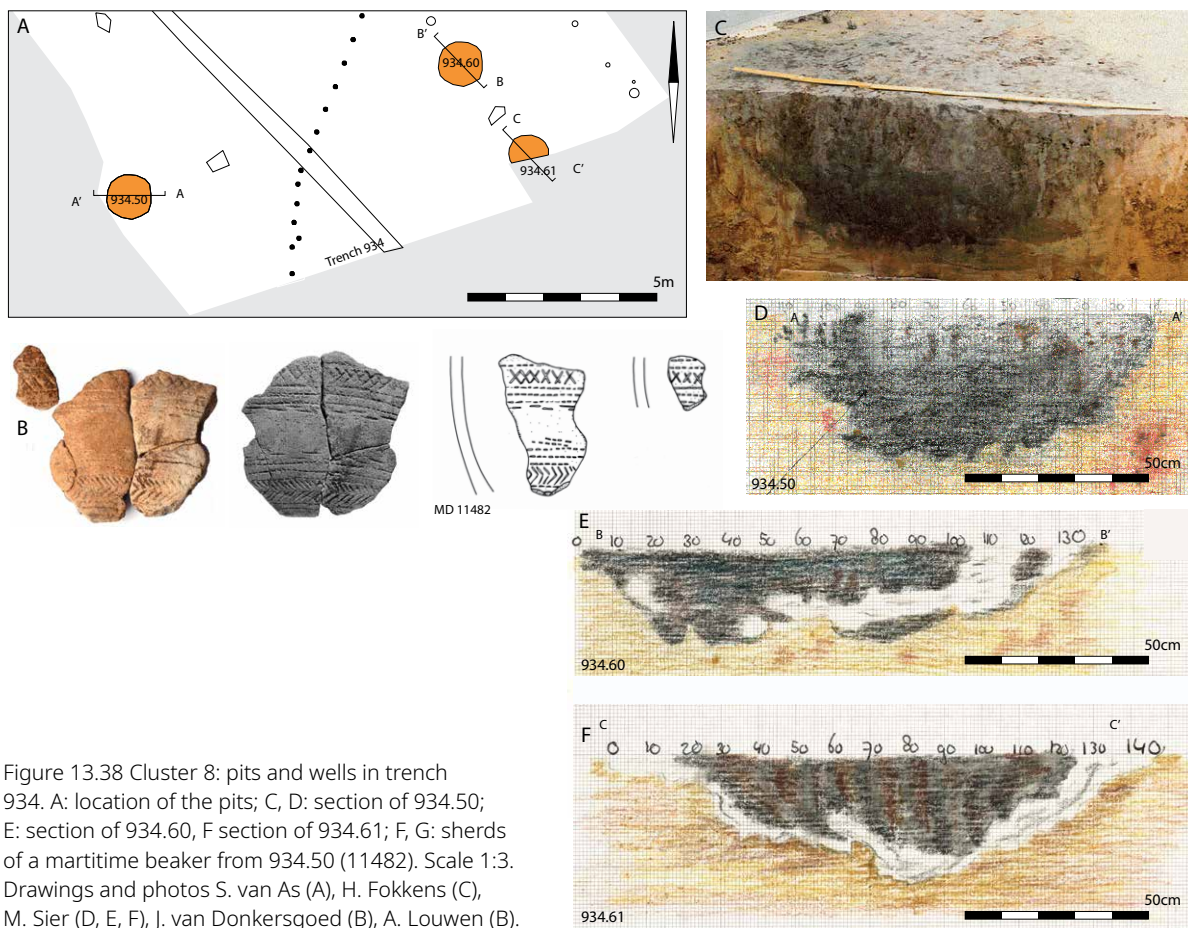 A
B'
934.60
B
C
934.61
C'
A'
934.50
A
Trench 934
5m
C
B
MD 11482
D
A
A'
50cm
934.50
E
B
B'
0 10 30 40 50 60 70 80 90 100 110 120 130
50cm
934.60
F
C
C'
0 10 20 30 40 50 60 70 80 90 100 110 120 130 140
50cm
934.61
Figure 13.38 Cluster 8: pits and wells in trench
934. A: location of the pits; C, D: section of 934.50;
E: section of 934.60, F section of 934.61; F, G: sherds
of a martitime beaker from 934.50 (11482). Scale 1:3.
Drawings and photos S. van As (A), H. Fokkens (C),
M. Sier (D, E, F), J. van Donkersgoed (B), A. Louwen (B).